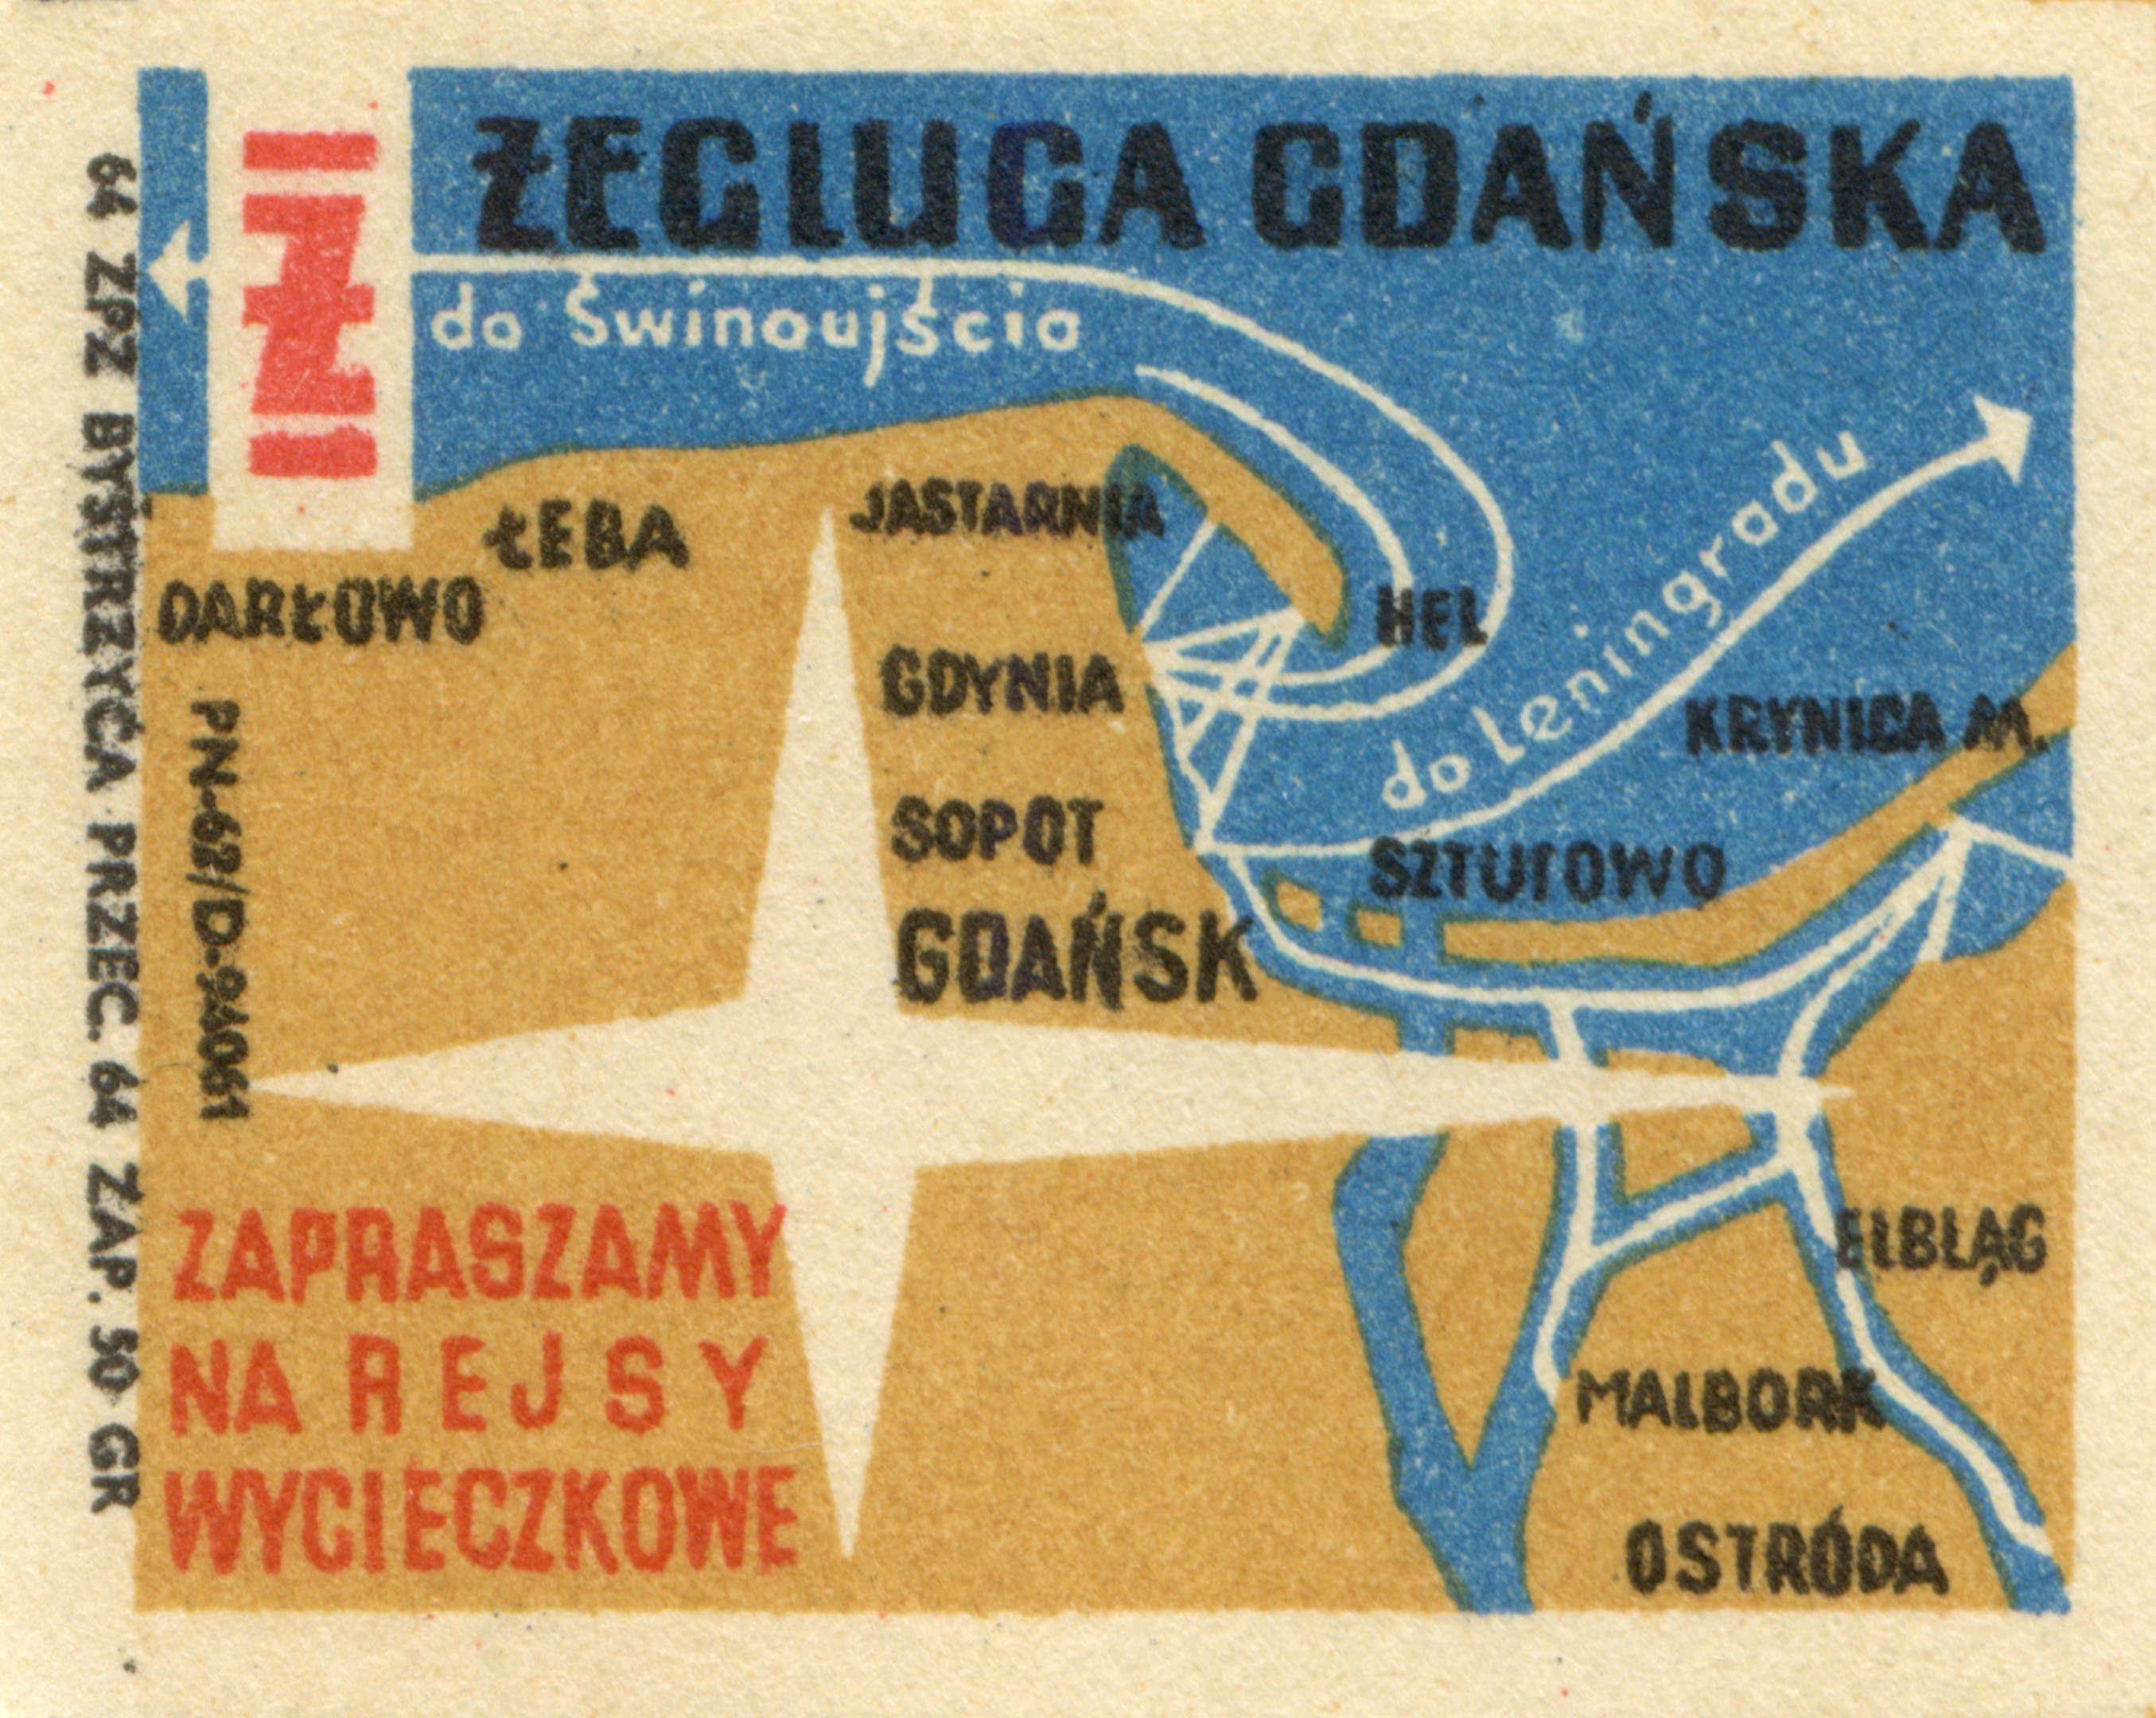 ŻEGLUGA GDAŃSKA
Ż
do Świnoujścia
do Leningradu
ŁEBA
JASTARNIA
DARŁOWO
HEL
GDYNIA
KRYNICA M.
SOPOT
SZTUTOWO
GDAŃSK
ELBLĄG
MALBORK
OSTRÓDA
ZAPRASZAMY
NA REJSY
WYCIECZKOWE
PN-62/D-94061
64 ZPZ BYSTRZYCA PRZEC. 64 ZAP. 50 GR